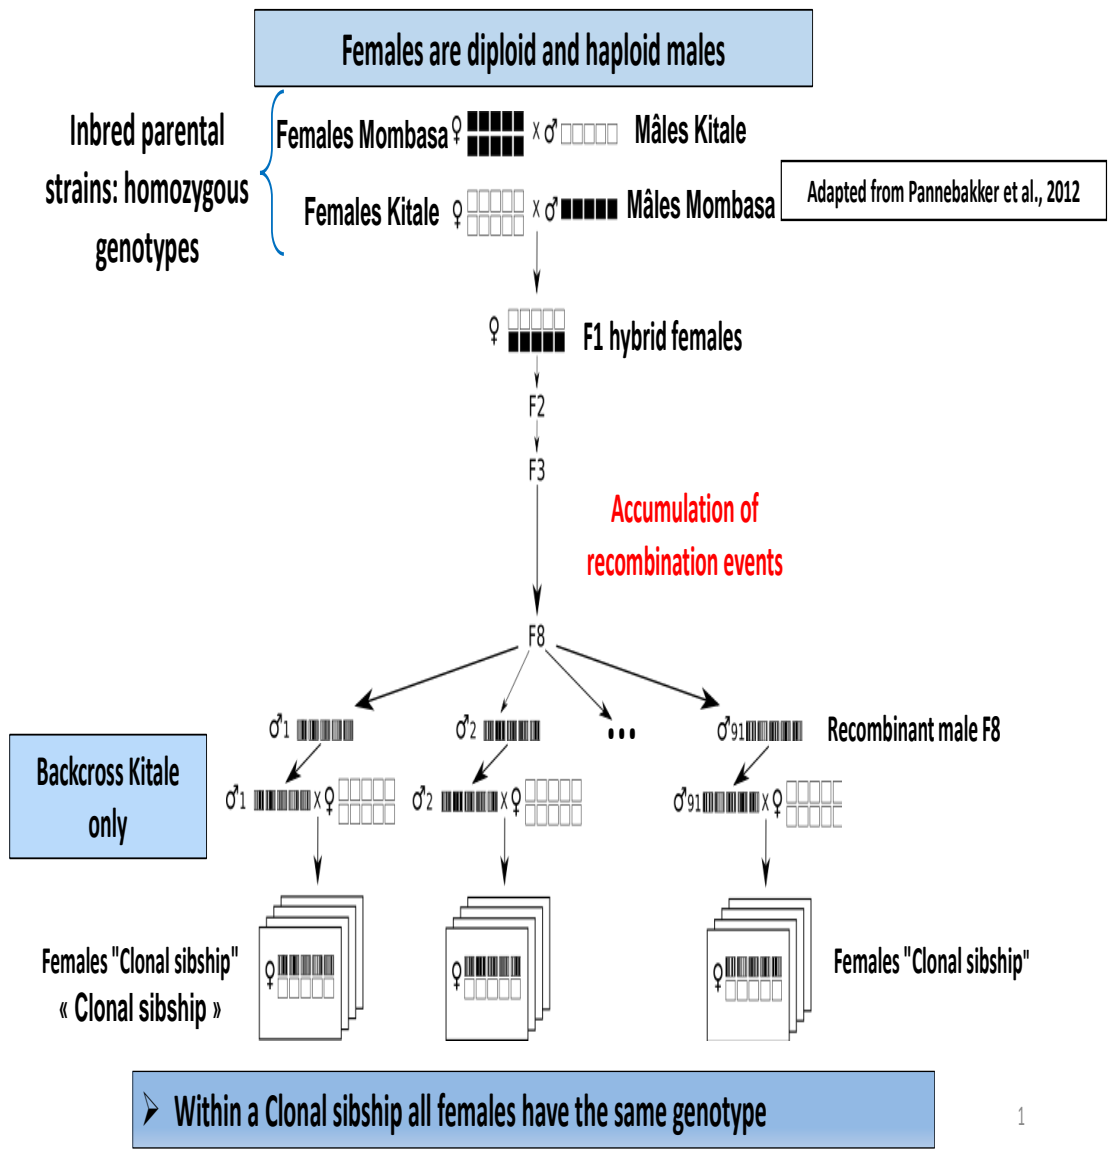 Females are diploid and haploid males
Inbred parental
strains: homozygous
genotypes
Females Mombasa ♀ x ♂ Mâles Kitale
Females Kitale ♀ x ♂ Mâles Mombasa
Adapted from Pannebakker et al., 2012
♀ F1 hybrid females
F2
F3
Accumulation of
recombination events
F8
♂1 ♂2 ... ♂91 Recombinant male F8
Backcross Kitale
only
♂1 x ♀ ♂2 x ♀ ♂91 x ♀
Females "Clonal sibship"
« Clonal sibship »
♀ ♀ ♀
Females "Clonal sibship"
➢ Within a Clonal sibship all females have the same genotype
1